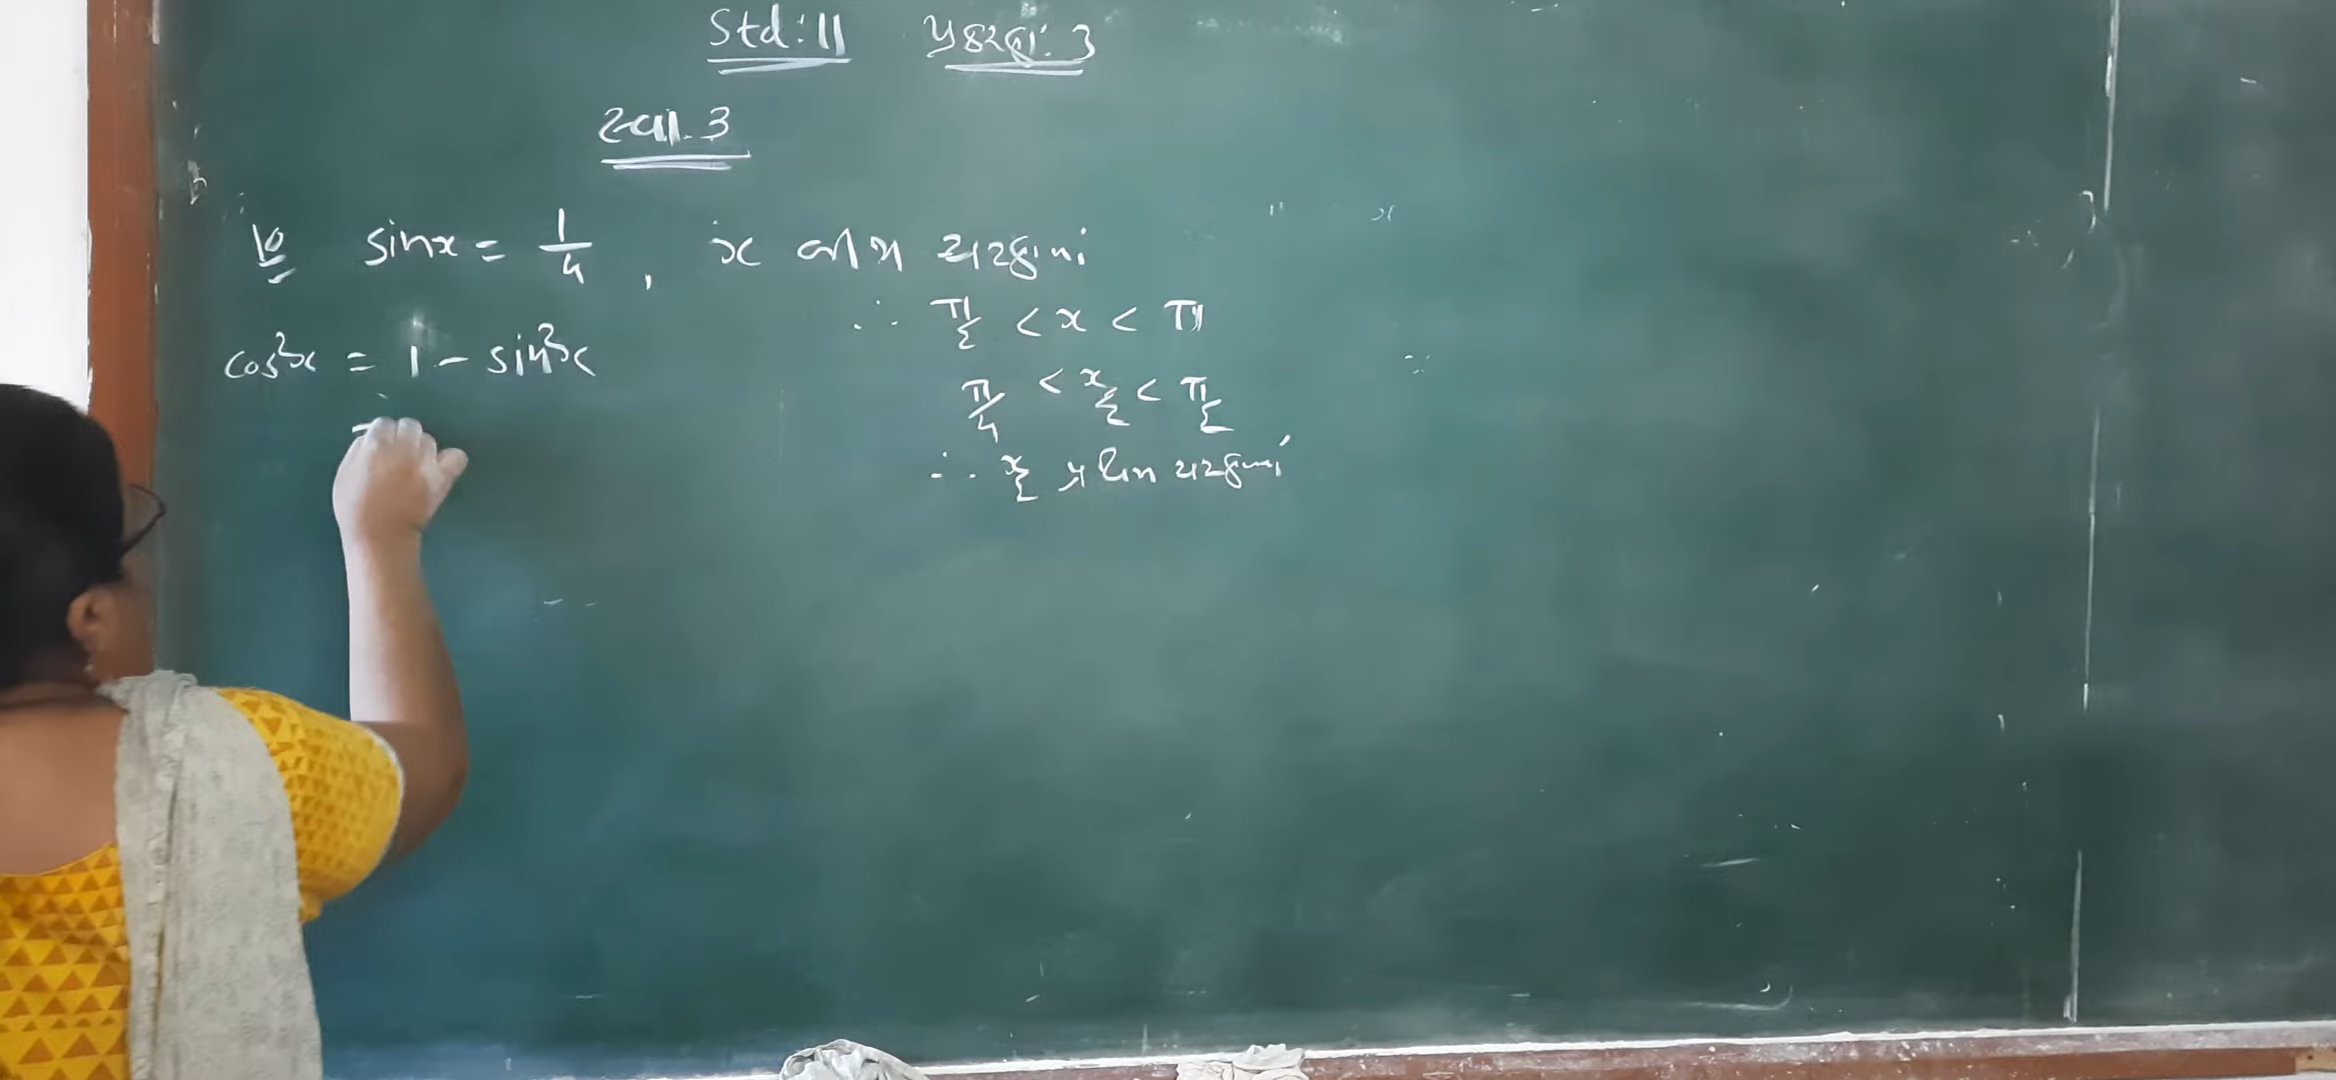 Std : 11 પ્રકરણ : 3
સ્વા. 3
10 sinx = 1/4 , x બીજા ચરણમાં
∴ π/2 < x < π
cos²x = 1 - sin²x
π/4 < x/2 < π/2
=
∴ x/2 પ્રથમ ચરણમાં